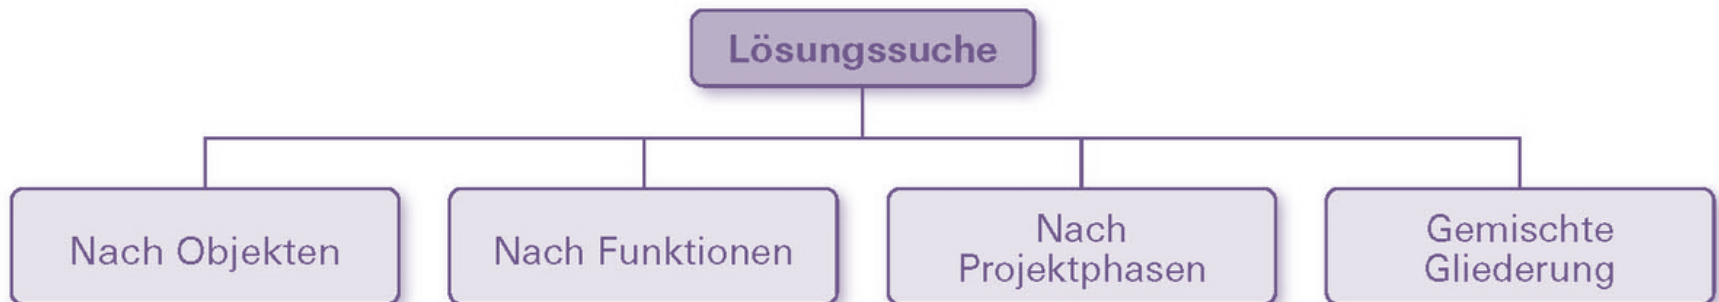 Lösungssuche
Nach Objekten
Nach Funktionen
Nach
Projektphasen
Gemischte
Gliederung